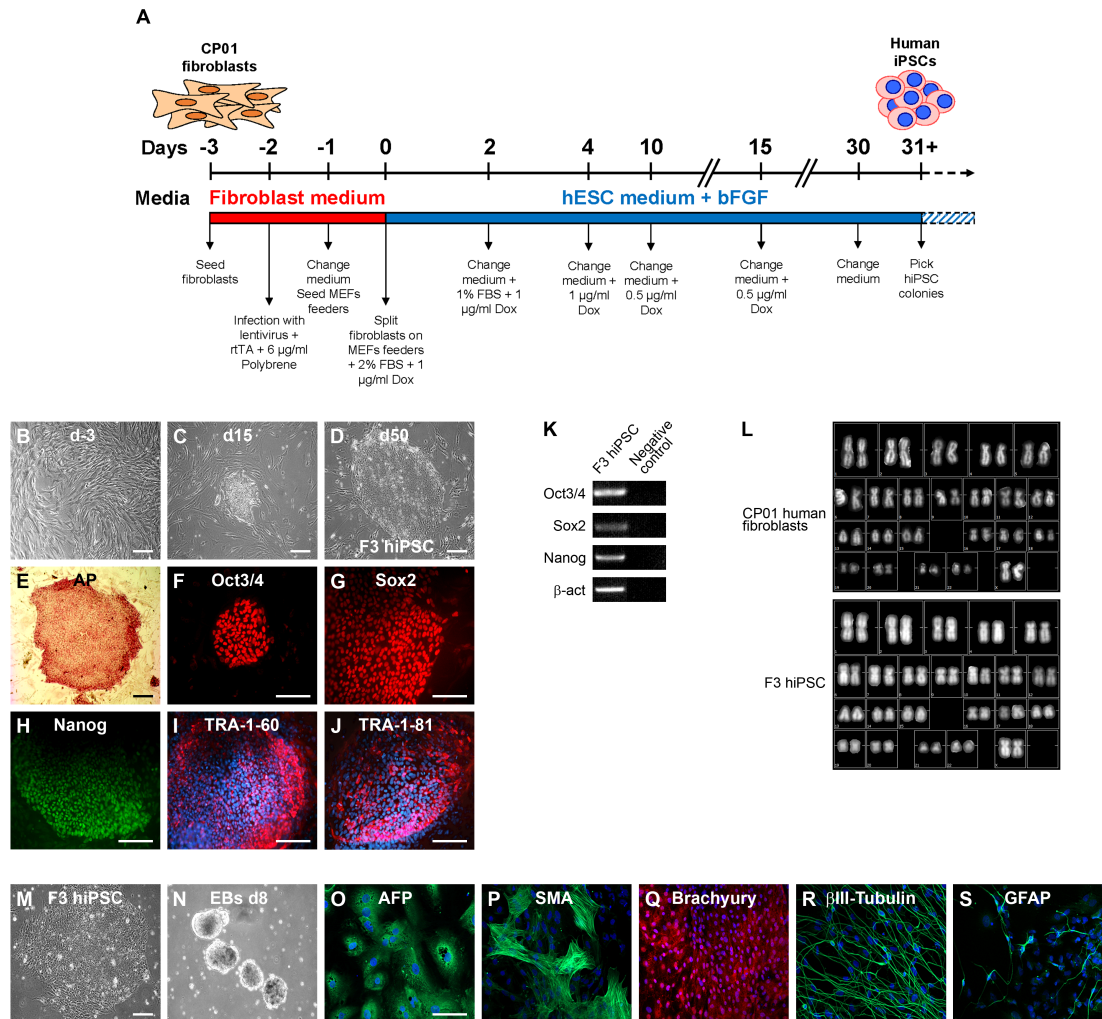 A
CP01
fibroblasts
Human
iPSCs
Days -3 -2 -1 0 2 4 10 15 30 31+
Media Fibroblast medium hESC medium + bFGF
Seed
fibroblasts
Infection with
lentivirus +
rtTA + 6 µg/ml
Polybrene
Change
medium
Seed MEFs
feeders
Split
fibroblasts on
MEFs feeders
+ 2% FBS + 1
µg/ml Dox
Change
medium +
1% FBS + 1
µg/ml Dox
Change
medium +
1 µg/ml
Dox
Change
medium +
0.5 µg/ml
Dox
Change
medium +
0.5 µg/ml
Dox
Change
medium
Pick
hiPSC
colonies
B d-3
C d15
D d50
F3 hiPSC
E AP
F Oct3/4
G Sox2
H Nanog
I TRA-1-60
J TRA-1-81
K
F3 hiPSC
Negative
control
Oct3/4
Sox2
Nanog
β-act
L
CP01 human
fibroblasts
F3 hiPSC
M F3 hiPSC
N EBs d8
O AFP
P SMA
Q Brachyury
R βIII-Tubulin
S GFAP